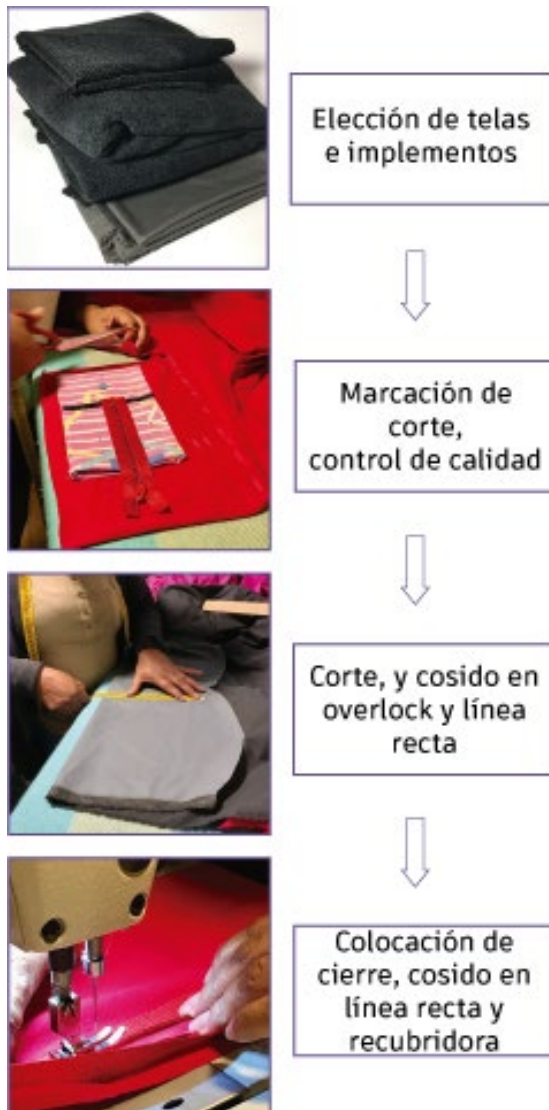 Elección de telas
e implementos
Marcación de
corte,
control de calidad
Corte, y cosido en
overlock y línea
recta
Colocación de
cierre, cosido en
línea recta y
recubridora